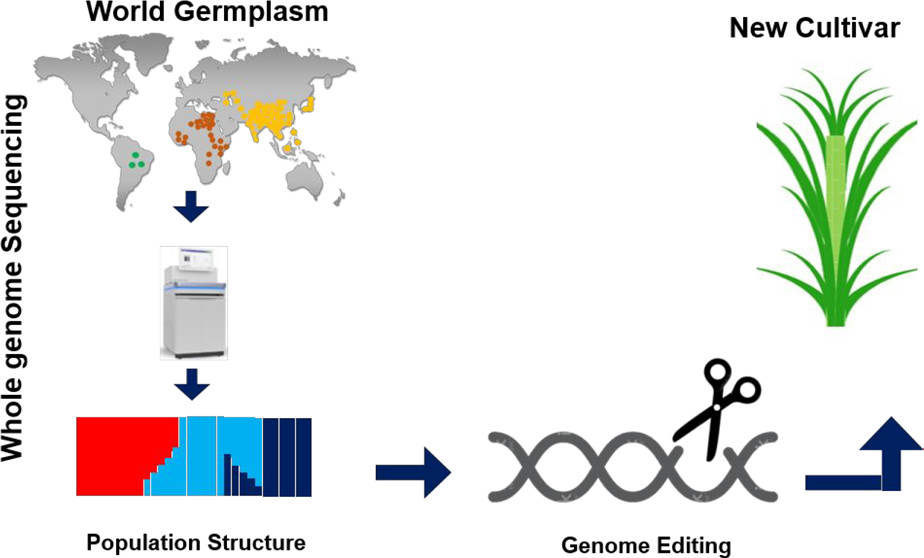 World Germplasm
New Cultivar
Whole genome Sequencing
Population Structure
Genome Editing